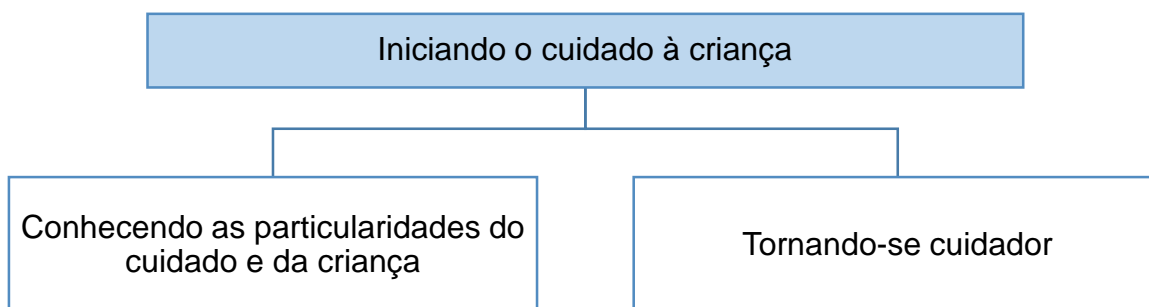 Iniciando o cuidado à criança
Conhecendo as particularidades do
cuidado e da criança
Tornando-se cuidador